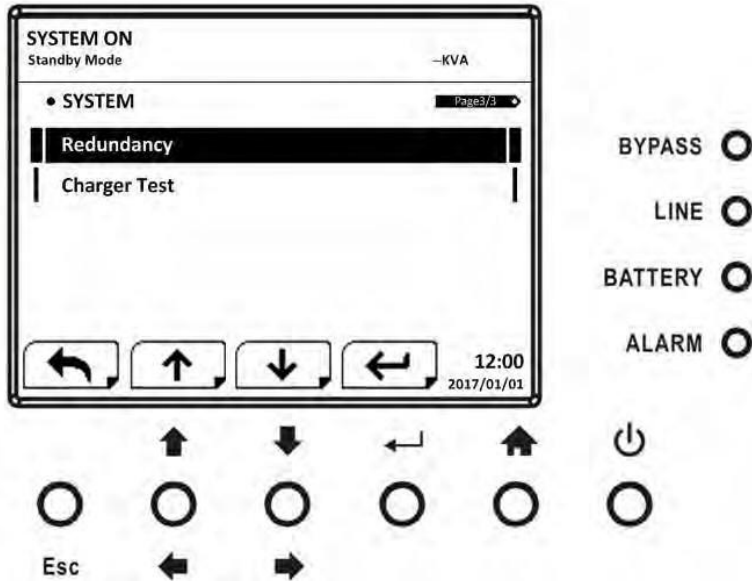 SYSTEM ON
Standby Mode
–KVA
• SYSTEM
Page3/3
Redundancy
Charger Test
12:00
2017/01/01
BYPASS
LINE
BATTERY
ALARM
Esc